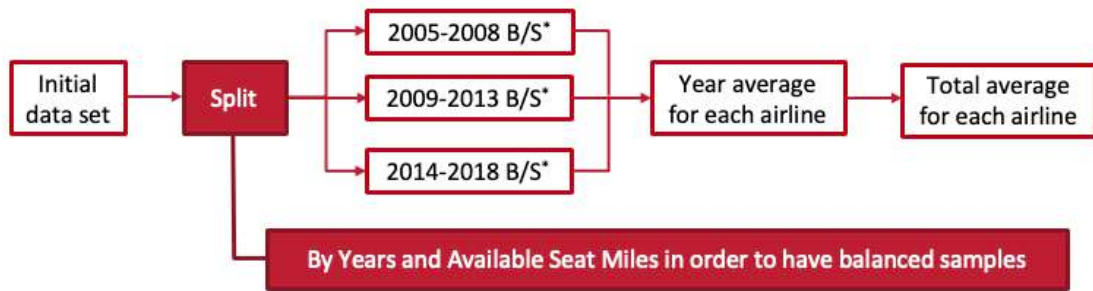 Initial
data set
Split
2005-2008 B/S*
2009-2013 B/S*
2014-2018 B/S*
Year average
for each airline
Total average
for each airline
By Years and Available Seat Miles in order to have balanced samples